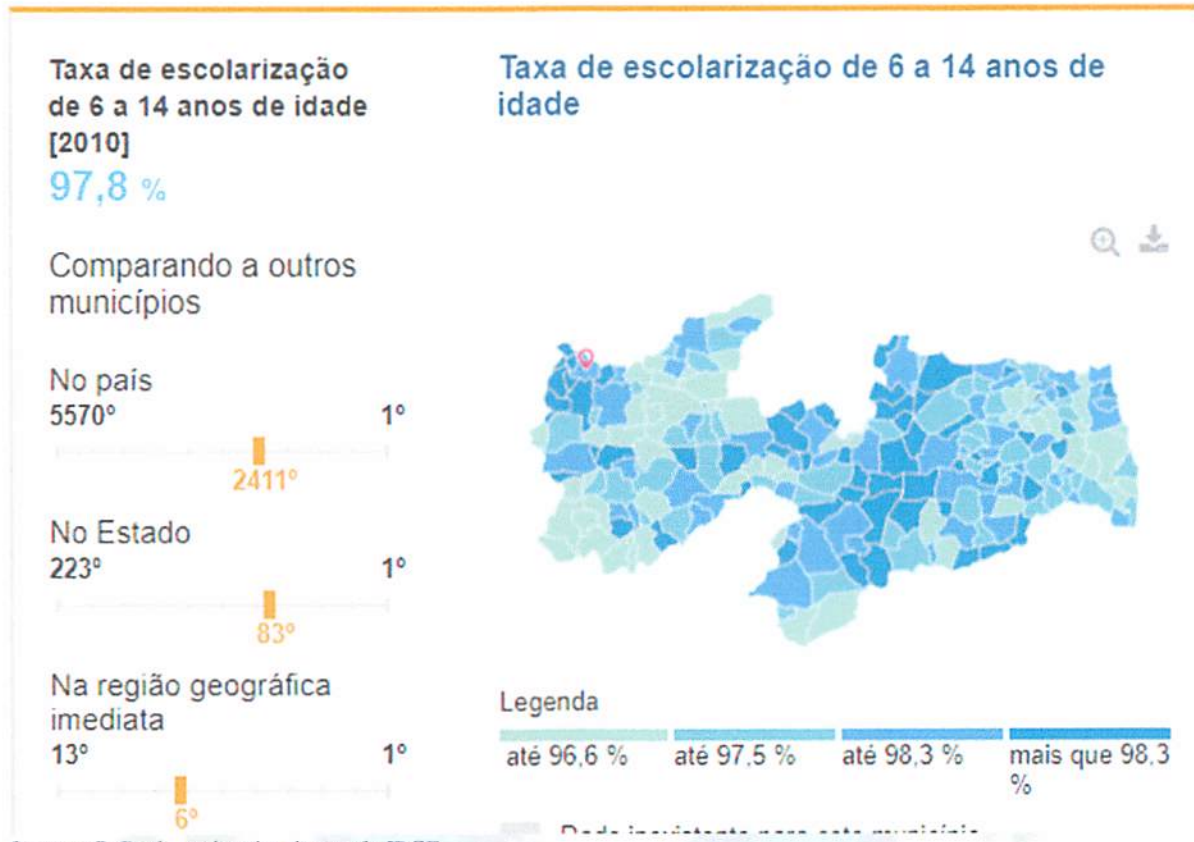 Taxa de escolarização
de 6 a 14 anos de idade
[2010]
97,8 %
Comparando a outros
municípios
No país
5570º 1º
2411º
No Estado
223º 1º
83º
Na região geográfica
imediata
13º 1º
6º
Taxa de escolarização de 6 a 14 anos de
idade
Legenda
até 96,6 % até 97,5 % até 98,3 % mais que 98,3
%